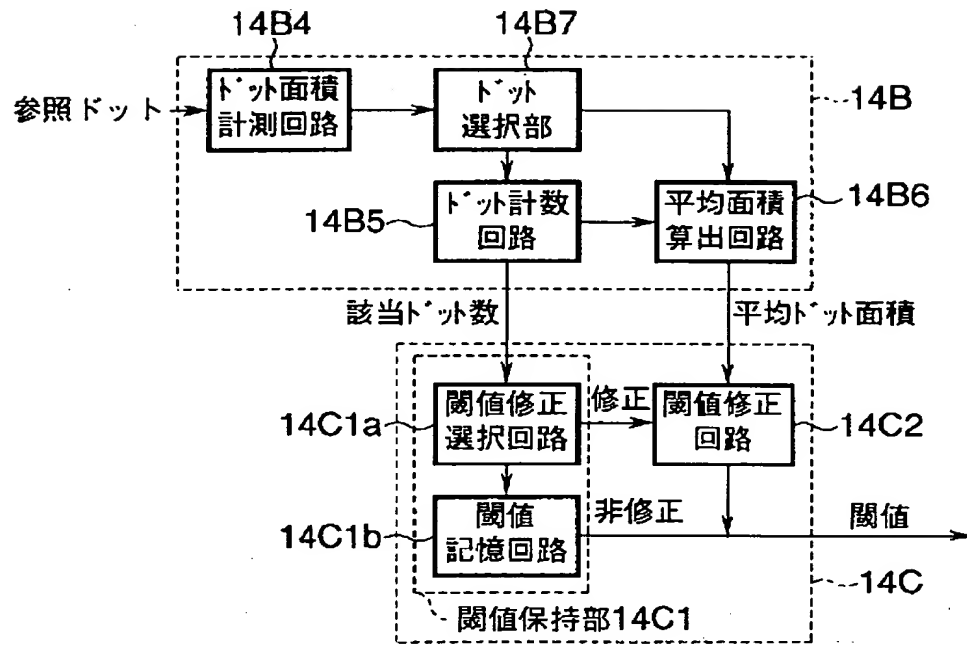 14B4
14B7
参照ドット
ドット面積
計測回路
ドット
選択部
14B
14B5
ドット計数
回路
平均面積
算出回路
14B6
該当ドット数
平均ドット面積
14C1a
閾値修正
選択回路
修正
閾値修正
回路
14C2
14C1b
閾値
記憶回路
非修正
閾値
14C
閾値保持部14C1